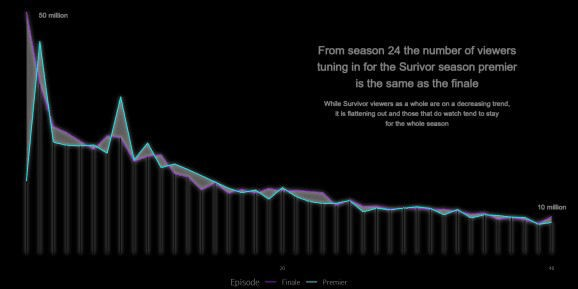 50 million
From season 24 the number of viewers
tuning in for the Surivor season premier
is the same as the finale
While Survivor viewers as a whole are on a decreasing trend,
it is flattening out and those that do watch tend to stay
for the whole season
10 million
20
40
Episode Finale Premier